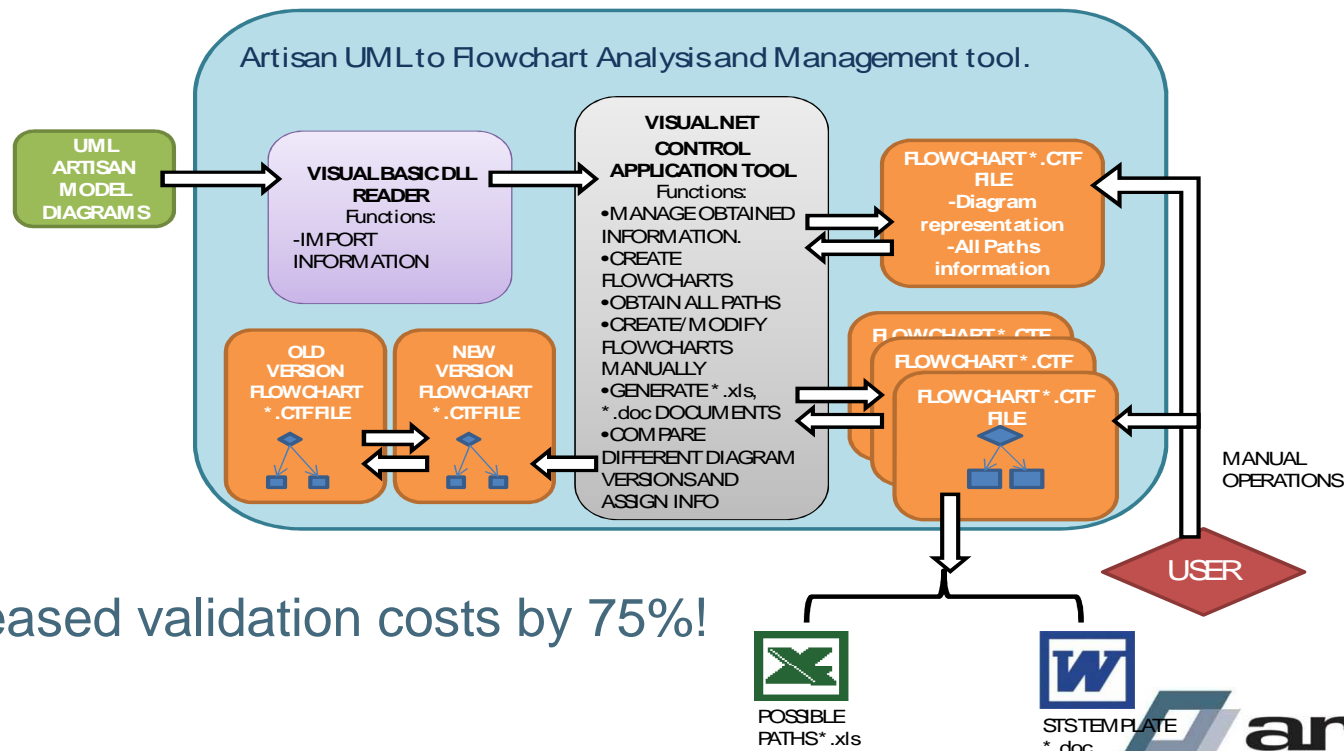 Artisan UML to Flowchart Analysis and Management tool.
UML
ARTISAN
MODEL
DIAGRAMS
VISUAL BASIC DLL
READER
Functions:
-IMPORT
INFORMATION
VISUAL NET
CONTROL
APPLICATION TOOL
Functions:
•MANAGE OBTAINED
INFORMATION.
•CREATE
FLOWCHARTS
•OBTAIN ALL PATHS
•CREATE/MODIFY
FLOWCHARTS
MANUALLY
•GENERATE *.xls,
*.doc DOCUMENTS
•COMPARE
DIFFERENT DIAGRAM
VERSIONS AND
ASSIGN INFO
FLOWCHART *.CTF
FILE
-Diagram
representation
-All Paths
information
OLD
VERSION
FLOWCHART
*.CTF FILE
NEW
VERSION
FLOWCHART
*.CTF FILE
FLOWCHART *.CTF
FLOWCHART *.CTF
FLOWCHART *.CTF
FILE
MANUAL
OPERATIONS
USER
eased validation costs by 75%!
POSSIBLE
PATHS *.xls
W
STS TEMPLATE
*.doc